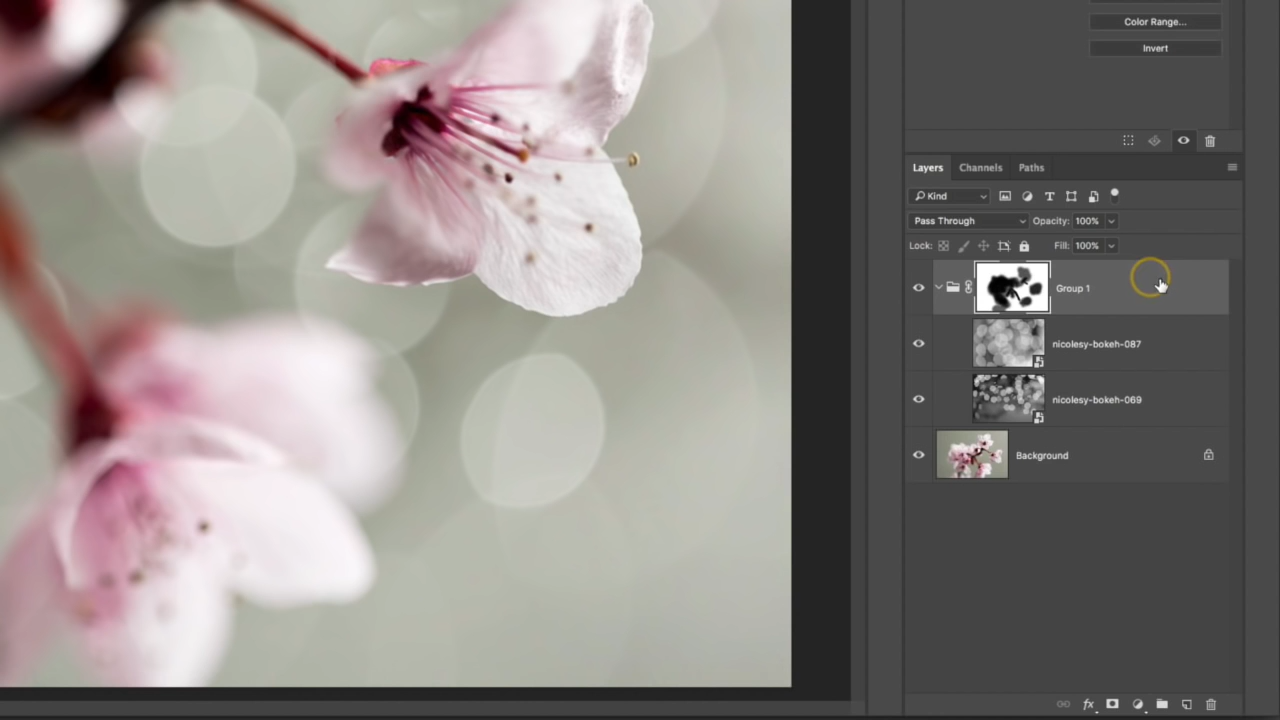 Color Range...
Invert
Layers Channels Paths
Kind
Pass Through Opacity: 100%
Lock: Fill: 100%
Group 1
nicolesy-bokeh-087
nicolesy-bokeh-069
Background
fx